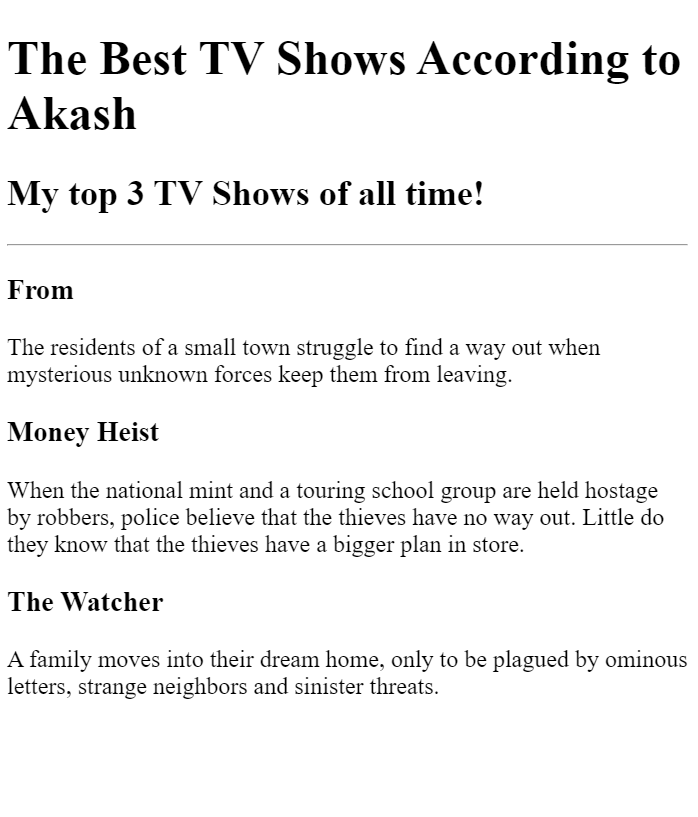 The Best TV Shows According to
Akash
My top 3 TV Shows of all time!
From
The residents of a small town struggle to find a way out when
mysterious unknown forces keep them from leaving.
Money Heist
When the national mint and a touring school group are held hostage
by robbers, police believe that the thieves have no way out. Little do
they know that the thieves have a bigger plan in store.
The Watcher
A family moves into their dream home, only to be plagued by ominous
letters, strange neighbors and sinister threats.